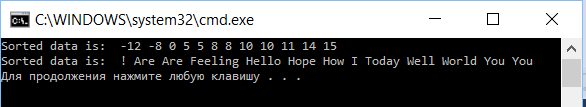 C:\WINDOWS\system32\cmd.exe
Sorted data is:  -12 -8 0 5 5 8 8 10 10 11 14 15
Sorted data is:  ! Are Are Feeling Hello Hope How I Today Well World You You
Для продолжения нажмите любую клавишу . . .